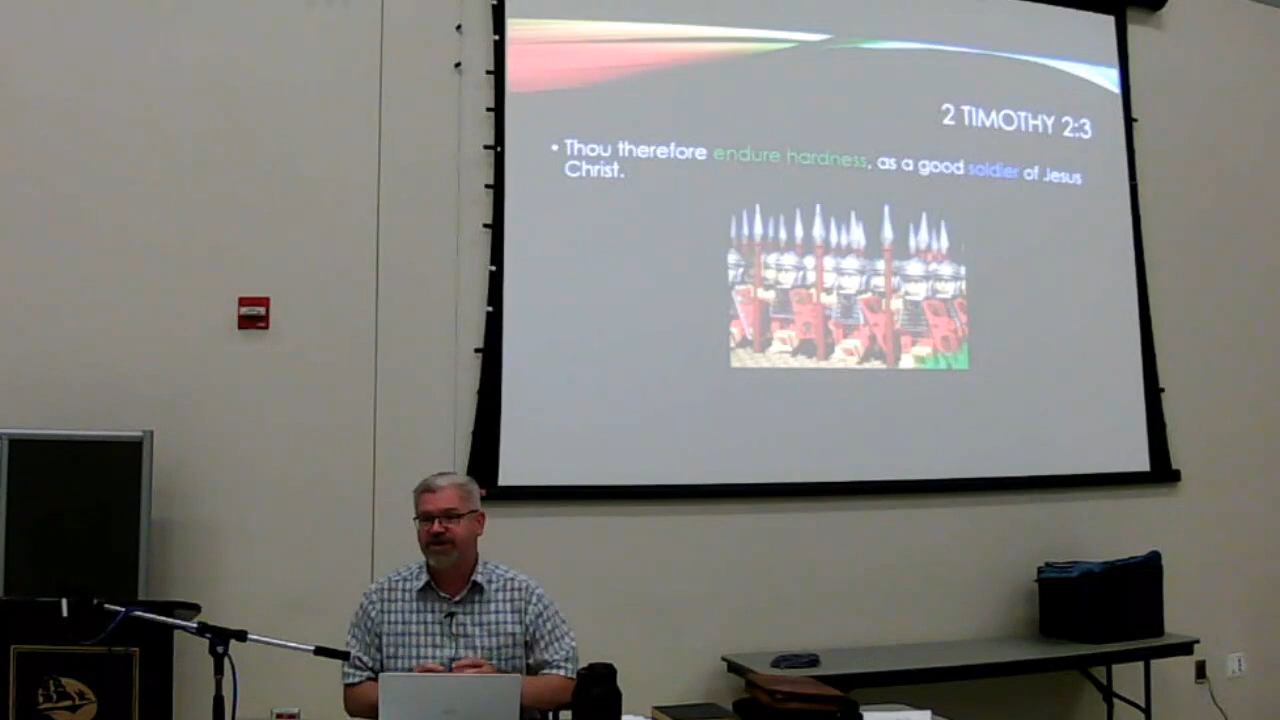 2 TIMOTHY 2:3
• Thou therefore endure hardness, as a good soldier of Jesus
Christ.